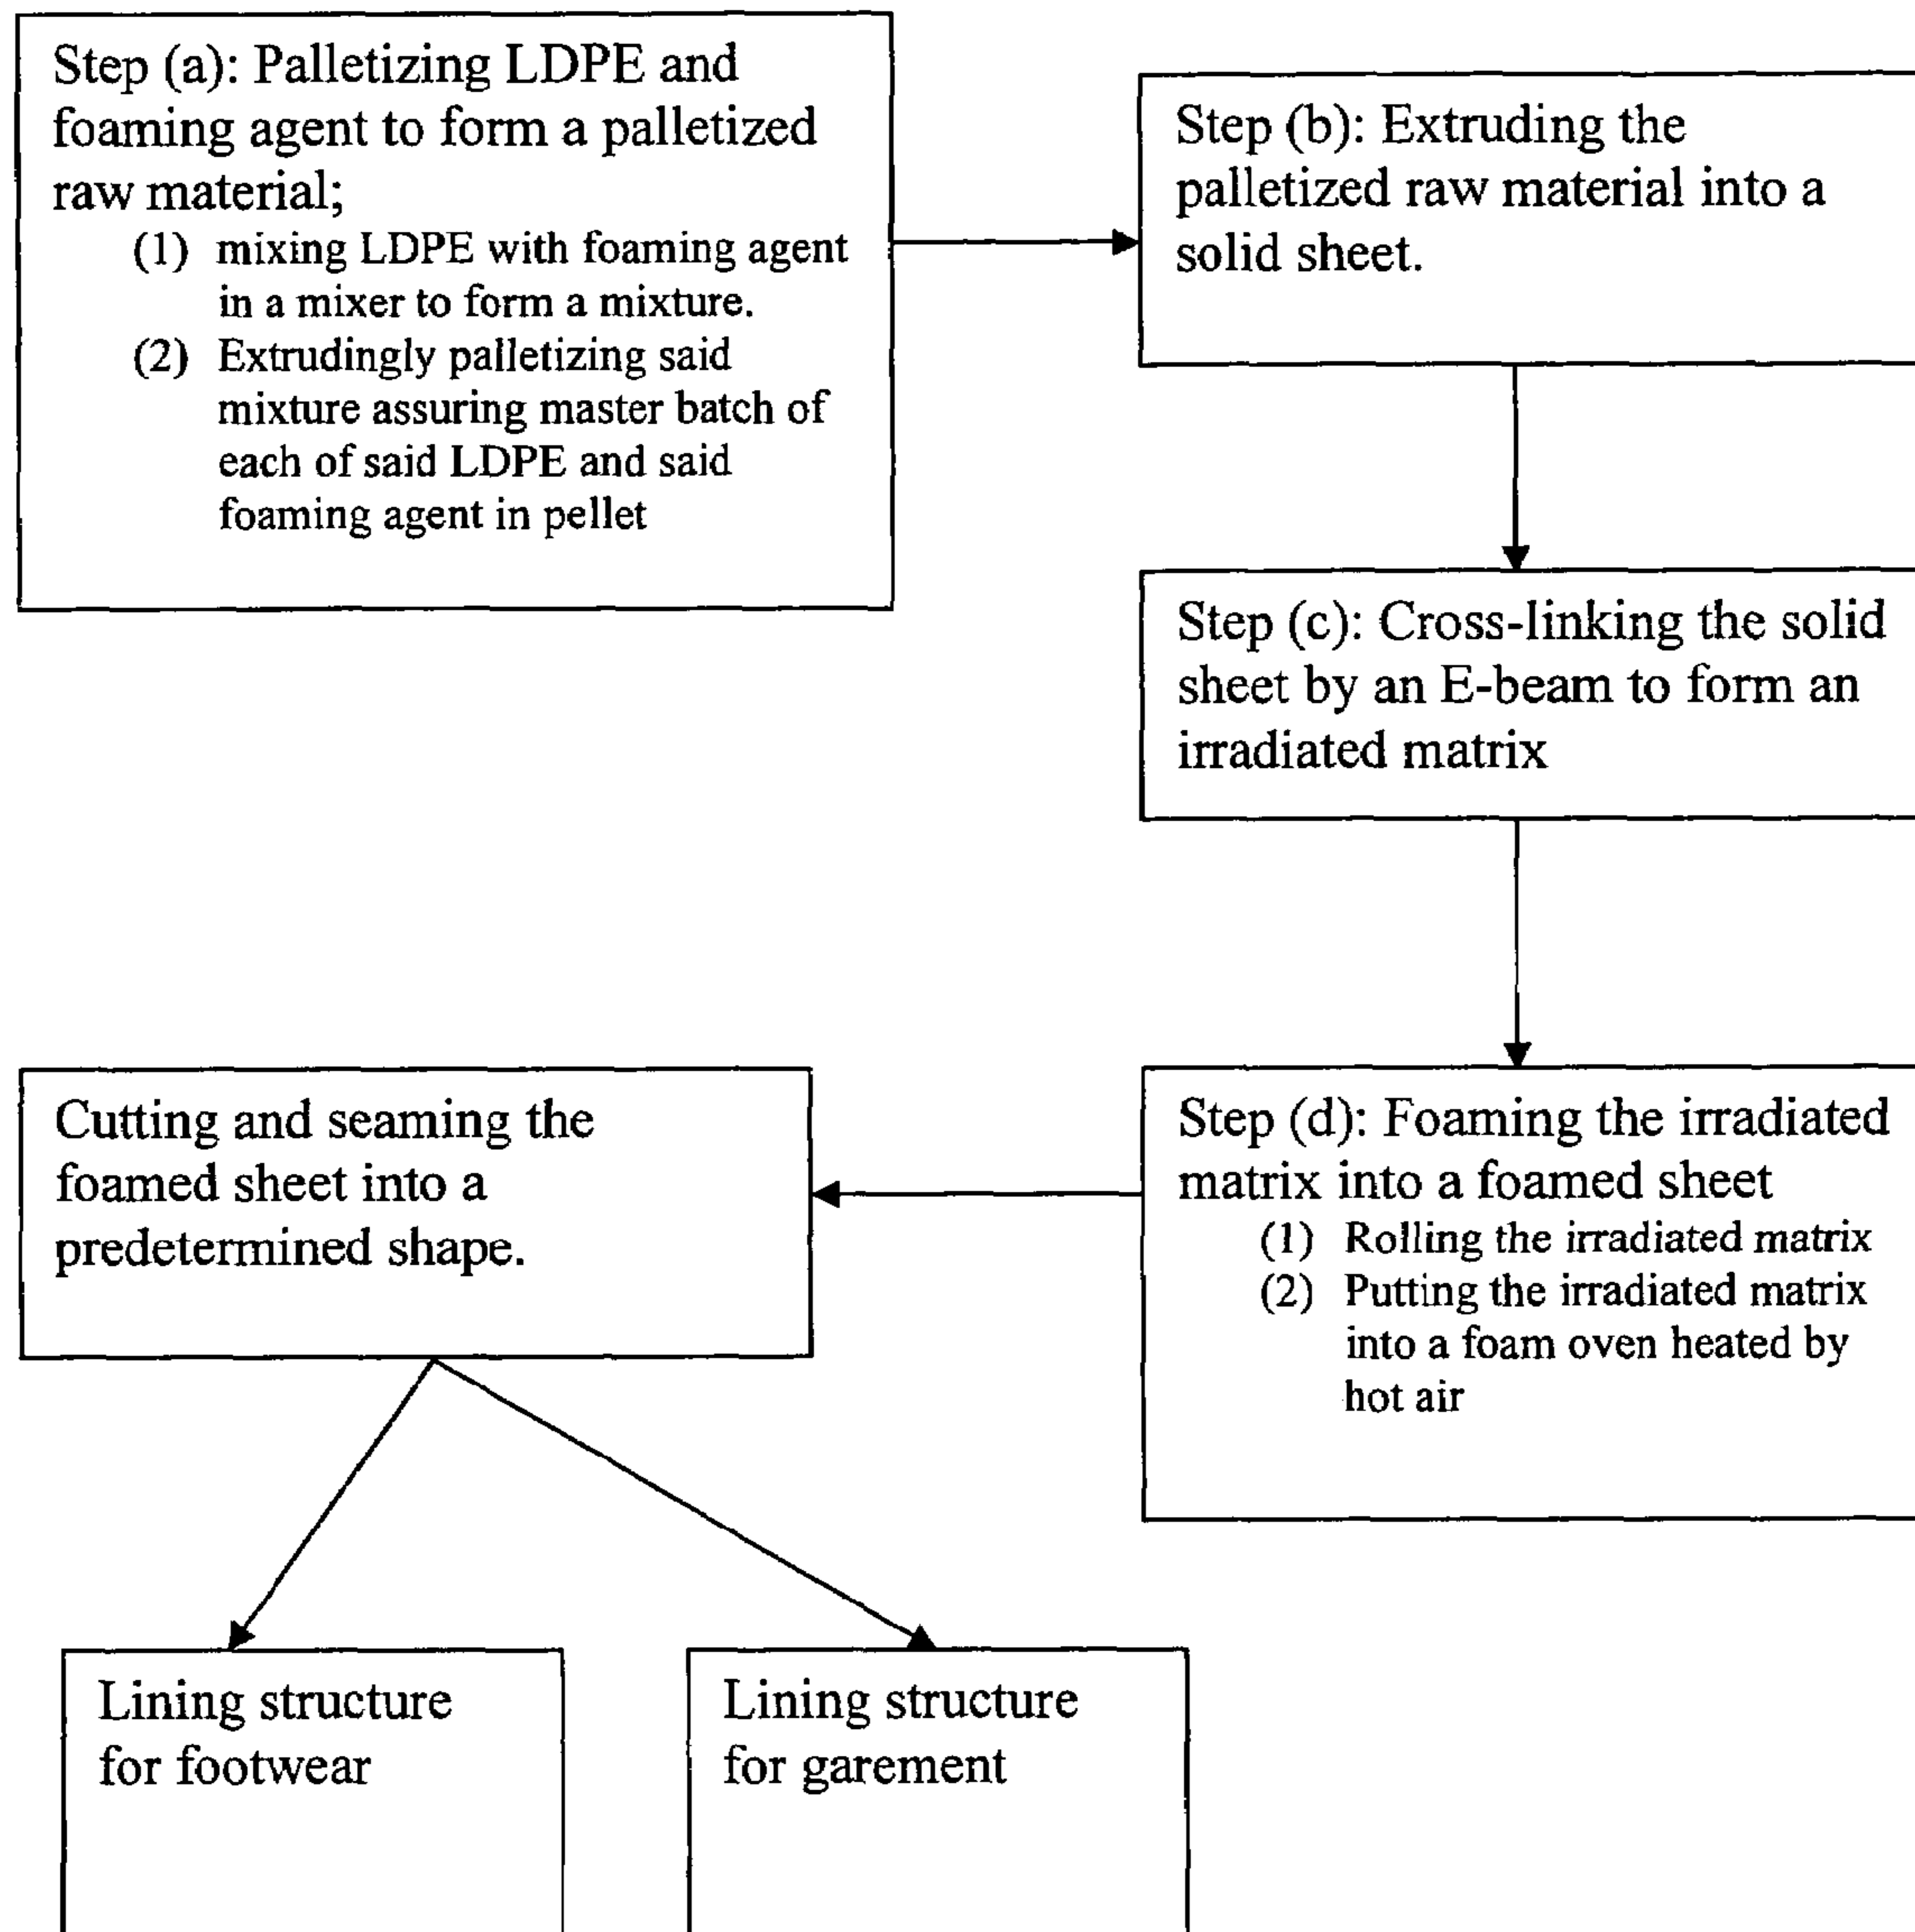 Step (a): Palletizing LDPE and
foaming agent to form a palletized
raw material;
(1) mixing LDPE with foaming agent
in a mixer to form a mixture.
(2) Extrudingly palletizing said
mixture assuring master batch of
each of said LDPE and said
foaming agent in pellet
Step (b): Extruding the
palletized raw material into a
solid sheet.
Step (c): Cross-linking the solid
sheet by an E-beam to form an
irradiated matrix
Step (d): Foaming the irradiated
matrix into a foamed sheet
(1) Rolling the irradiated matrix
(2) Putting the irradiated matrix
into a foam oven heated by
hot air
Cutting and seaming the
foamed sheet into a
predetermined shape.
Lining structure
for footwear
Lining structure
for garement